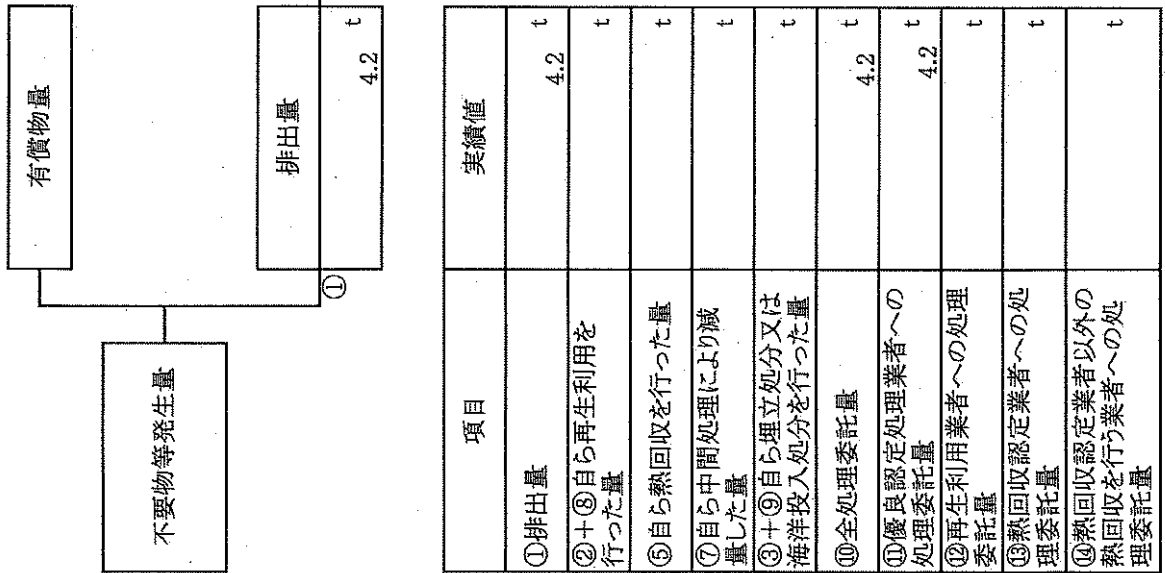 有償物量
不要物等発生量
排出量
①
4.2 t
項目 実績値
①排出量 4.2 t
②+⑧自ら再生利用を
行った量 t
⑤自ら熱回収を行った量 t
⑦自ら中間処理により減
量した量 t
③+⑨自ら埋立処分又は
海洋投入処分を行った量 t
⑩全処理委託量 4.2 t
⑪優良認定処理業者への
処理委託量 4.2 t
⑫再生利用業者への処理
委託量 t
⑬熱回収認定業者への処
理委託量 t
⑭熱回収認定業者以外の
熱回収を行う業者への処
理委託量 t